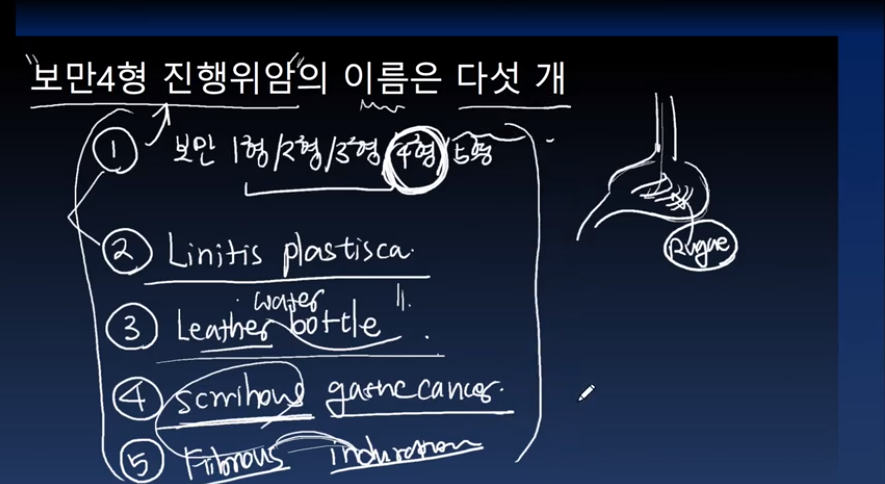 "보만4형 진행위암"의 이름은 다섯 개
① 보만 1형/2형/3형/4형/5형
② Linitis plastisca.
water
③ Leather bottle
④ scrrihous gastric cancer.
⑤ Fibrous induration
Rugae